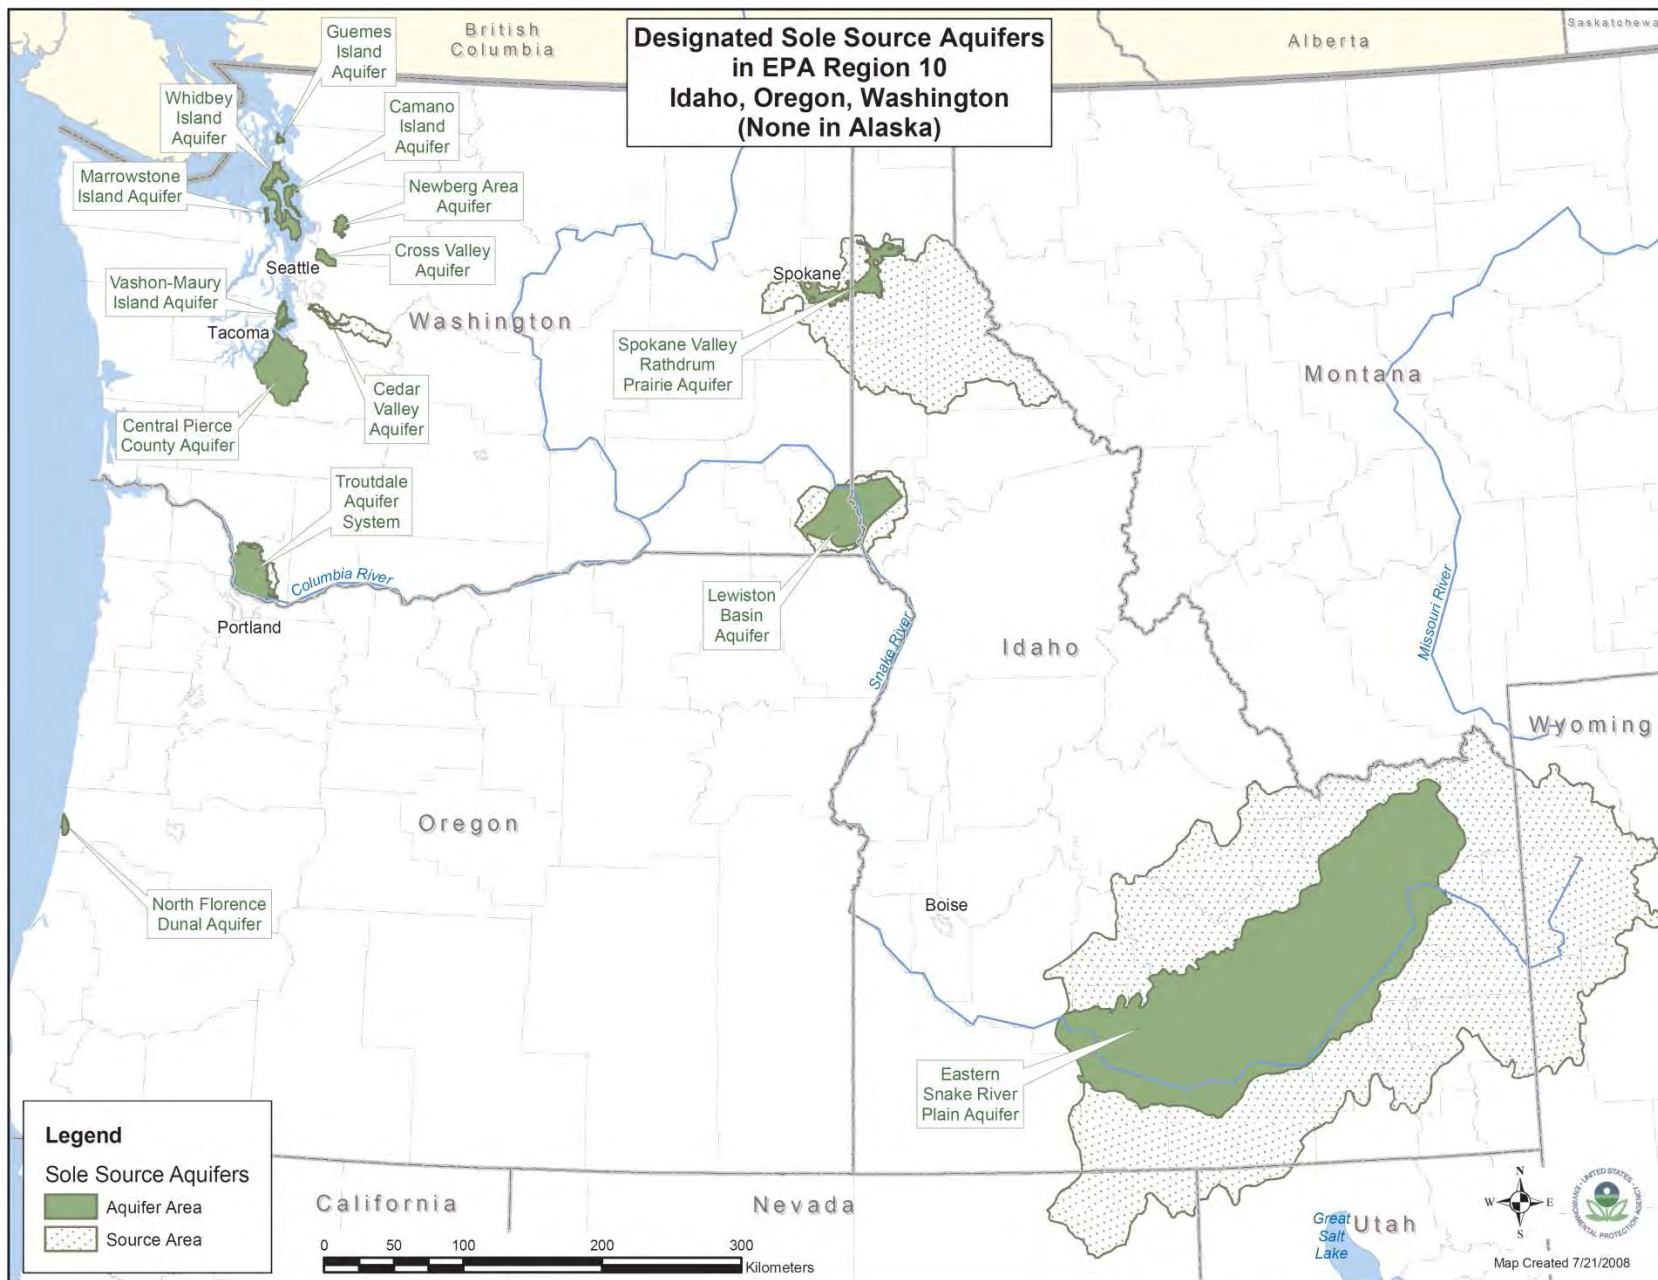 Designated Sole Source Aquifers
in EPA Region 10
Idaho, Oregon, Washington
(None in Alaska)
British
Columbia
Alberta
Saskatchewa
Guemes
Island
Aquifer
Whidbey
Island
Aquifer
Camano
Island
Aquifer
Marrowstone
Island Aquifer
Newberg Area
Aquifer
Cross Valley
Aquifer
Seattle
Vashon-Maury
Island Aquifer
Tacoma
Washington
Spokane
Spokane Valley
Rathdrum
Prairie Aquifer
Montana
Cedar
Valley
Aquifer
Central Pierce
County Aquifer
Troutdale
Aquifer
System
Columbia River
Portland
Lewiston
Basin
Aquifer
Snake River
Idaho
Missouri River
Wyoming
Oregon
North Florence
Dunal Aquifer
Boise
Eastern
Snake River
Plain Aquifer
Legend
Sole Source Aquifers
Aquifer Area
Source Area
California
Nevada
Utah
Great
Salt
Lake
0 50 100 200 300
Kilometers
N
W E
S
UNITED STATES
ENVIRONMENTAL PROTECTION AGENCY
Map Created 7/21/2008